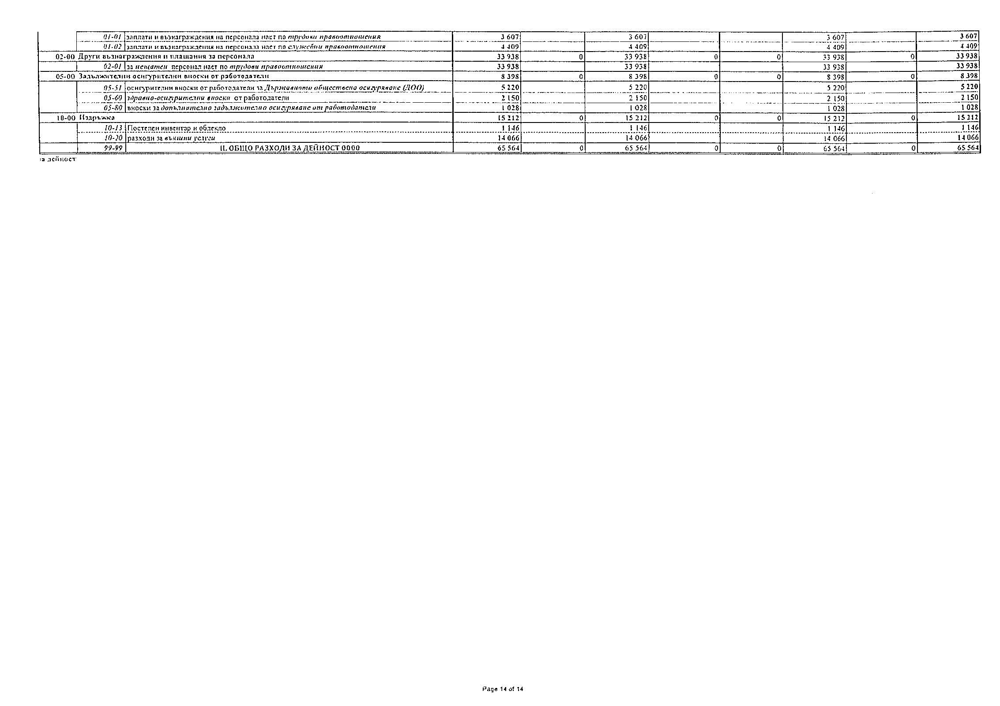 01-01 заплати и възнаграждения на персонала нает по трудови правоотношения 3 607 3 607 3 607 3 607
01-02 заплати и възнаграждения на персонала нает по служебни правоотношения 4 409 4 409 4 409 4 409
02-00 Други възнаграждения и плащания за персонала 33 938 0 33 938 0 0 33 938 0 33 938
02-01 за нещатен персонал нает по трудови правоотношения 33 938 33 938 33 938 33 938
05-00 Задължителни осигурителни вноски от работодатели 8 398 0 8 398 0 0 8 398 0 8 398
05-51 осигурителни вноски от работодатели за Държавното обществено осигуряване (ДОО) 5 220 5 220 5 220 5 220
05-60 здравно-осигурителни вноски от работодатели 2 150 2 150 2 150 2 150
05-80 вноски за допълнително задължително осигуряване от работодатели 1 028 1 028 1 028 1 028
10-00 Издръжка 15 212 0 15 212 0 0 15 212 0 15 212
10-13 Постелен инвентар и облекло 1 146 1 146 1 146 1 146
10-20 разходи за външни услуги 14 066 14 066 14 066 14 066
99-99 II. ОБЩО РАЗХОДИ ЗА ДЕЙНОСТ 0000 65 564 0 65 564 0 0 65 564 0 65 564
за дейност
Page 14 of 14